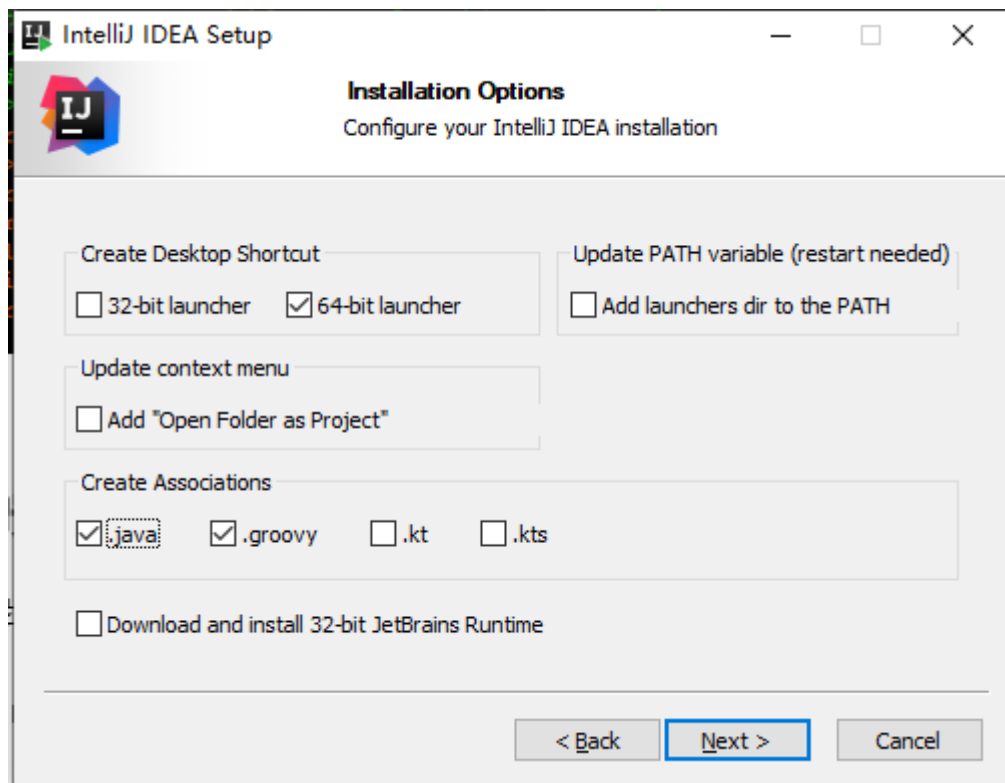 IntelliJ IDEA Setup
IJ
Installation Options
Configure your IntelliJ IDEA installation
Create Desktop Shortcut
Update PATH variable (restart needed)
32-bit launcher 64-bit launcher
Add launchers dir to the PATH
Update context menu
Add "Open Folder as Project"
Create Associations
.java .groovy .kt .kts
Download and install 32-bit JetBrains Runtime
< Back Next > Cancel